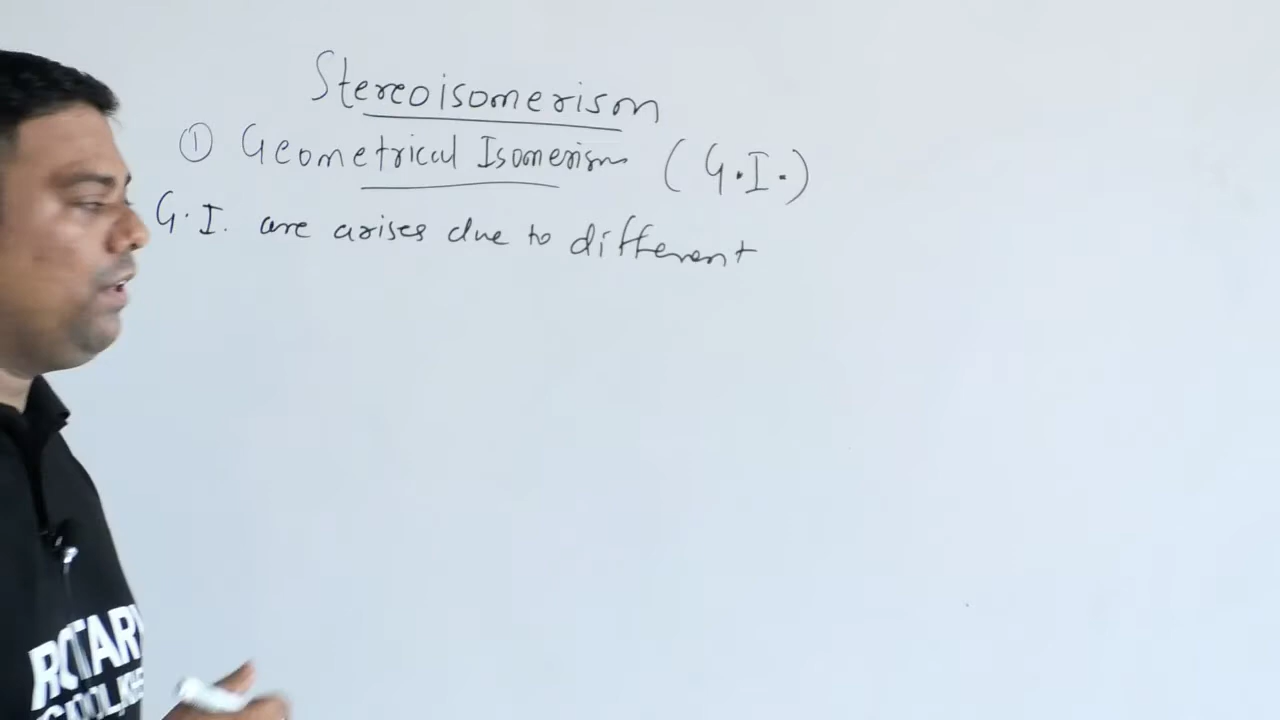 Stereoisomerism
① Geometrical Isomerism (G.I.)
G.I. are arises due to different
ROTARY